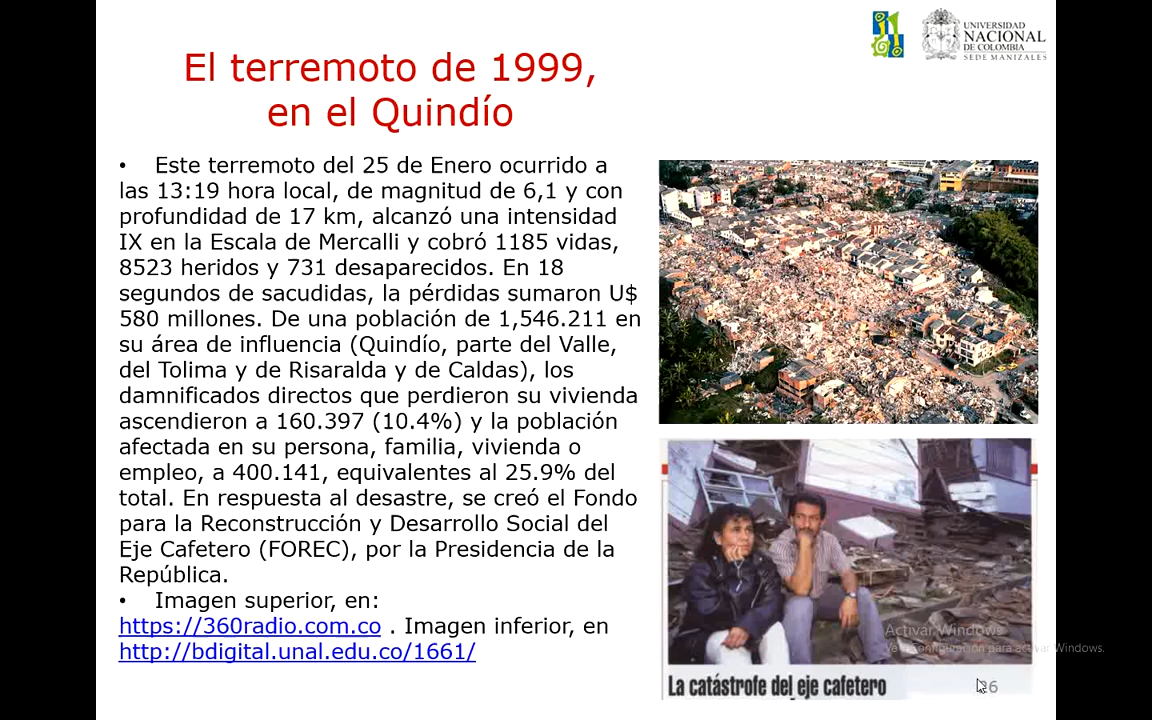 UNIVERSIDAD
NACIONAL
DE COLOMBIA
SEDE MANIZALES
El terremoto de 1999,
en el Quindío
• Este terremoto del 25 de Enero ocurrido a
las 13:19 hora local, de magnitud de 6,1 y con
profundidad de 17 km, alcanzó una intensidad
IX en la Escala de Mercalli y cobró 1185 vidas,
8523 heridos y 731 desaparecidos. En 18
segundos de sacudidas, la pérdidas sumaron U$
580 millones. De una población de 1,546.211 en
su área de influencia (Quindío, parte del Valle,
del Tolima y de Risaralda y de Caldas), los
damnificados directos que perdieron su vivienda
ascendieron a 160.397 (10.4%) y la población
afectada en su persona, familia, vivienda o
empleo, a 400.141, equivalentes al 25.9% del
total. En respuesta al desastre, se creó el Fondo
para la Reconstrucción y Desarrollo Social del
Eje Cafetero (FOREC), por la Presidencia de la
República.
• Imagen superior, en:
https://360radio.com.co . Imagen inferior, en
http://bdigital.unal.edu.co/1661/
La catástrofe del eje cafetero
Activar Windows
Ve a Configuración para activar Windows.
36